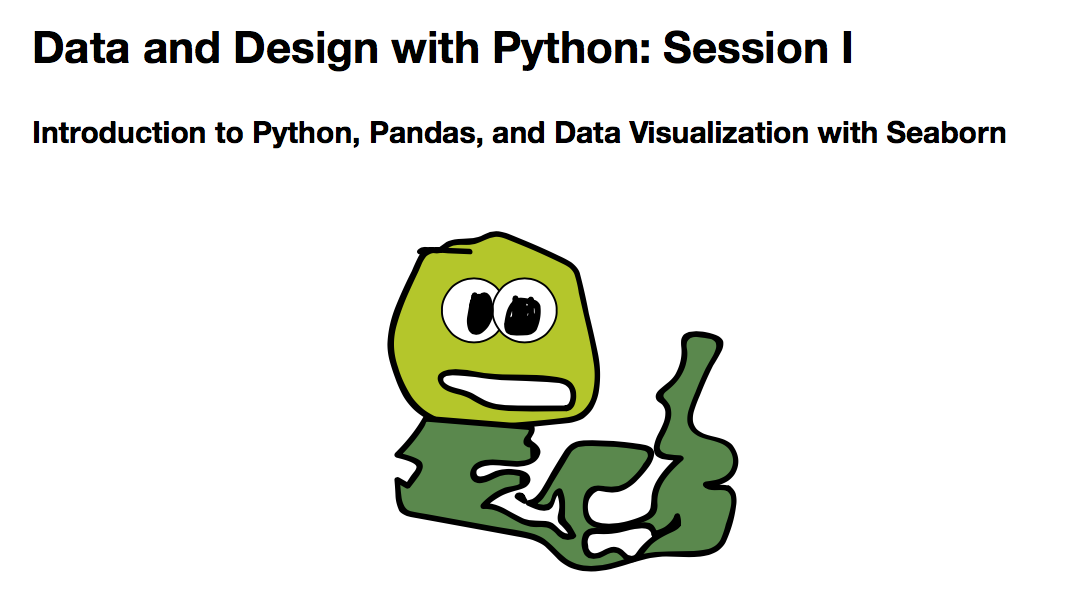 Data and Design with Python: Session I
Introduction to Python, Pandas, and Data Visualization with Seaborn